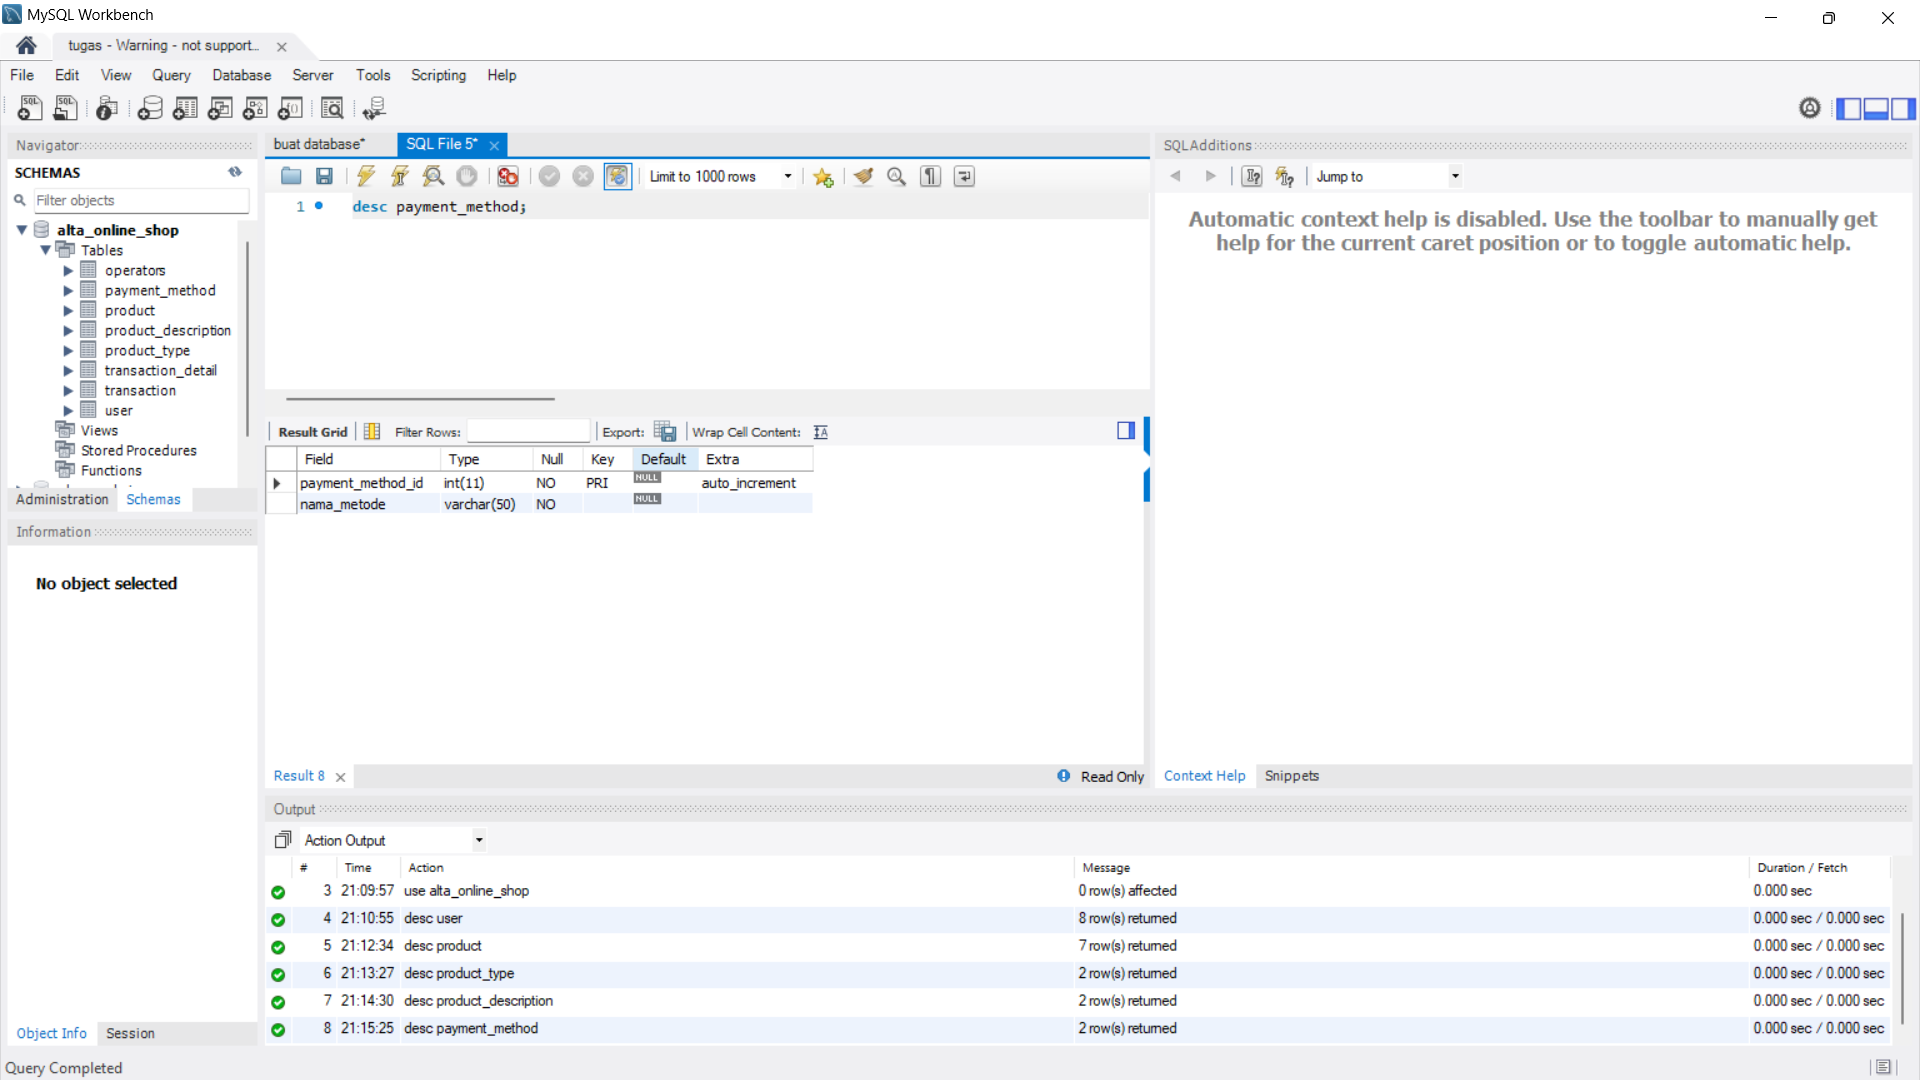 MySQL Workbench
tugas - Warning - not support...
File Edit View Query Database Server Tools Scripting Help
Navigator
SCHEMAS
Filter objects
alta_online_shop
Tables
operators
payment_method
product
product_description
product_type
transaction_detail
transaction
user
Views
Stored Procedures
Functions
Administration Schemas
Information
No object selected
Object Info Session
buat database* SQL File 5*
Limit to 1000 rows
1 desc payment_method;
Result Grid Filter Rows: Export: Wrap Cell Content:
Field Type Null Key Default Extra
payment_method_id int(11) NO PRI NULL auto_increment
nama_metode varchar(50) NO NULL
Result 8 Read Only
SQLAdditions
Jump to
Automatic context help is disabled. Use the toolbar to manually get
help for the current caret position or to toggle automatic help.
Context Help Snippets
Output
Action Output
# Time Action Message Duration / Fetch
3 21:09:57 use alta_online_shop 0 row(s) affected 0.000 sec
4 21:10:55 desc user 8 row(s) returned 0.000 sec / 0.000 sec
5 21:12:34 desc product 7 row(s) returned 0.000 sec / 0.000 sec
6 21:13:27 desc product_type 2 row(s) returned 0.000 sec / 0.000 sec
7 21:14:30 desc product_description 2 row(s) returned 0.000 sec / 0.000 sec
8 21:15:25 desc payment_method 2 row(s) returned 0.000 sec / 0.000 sec
Query Completed